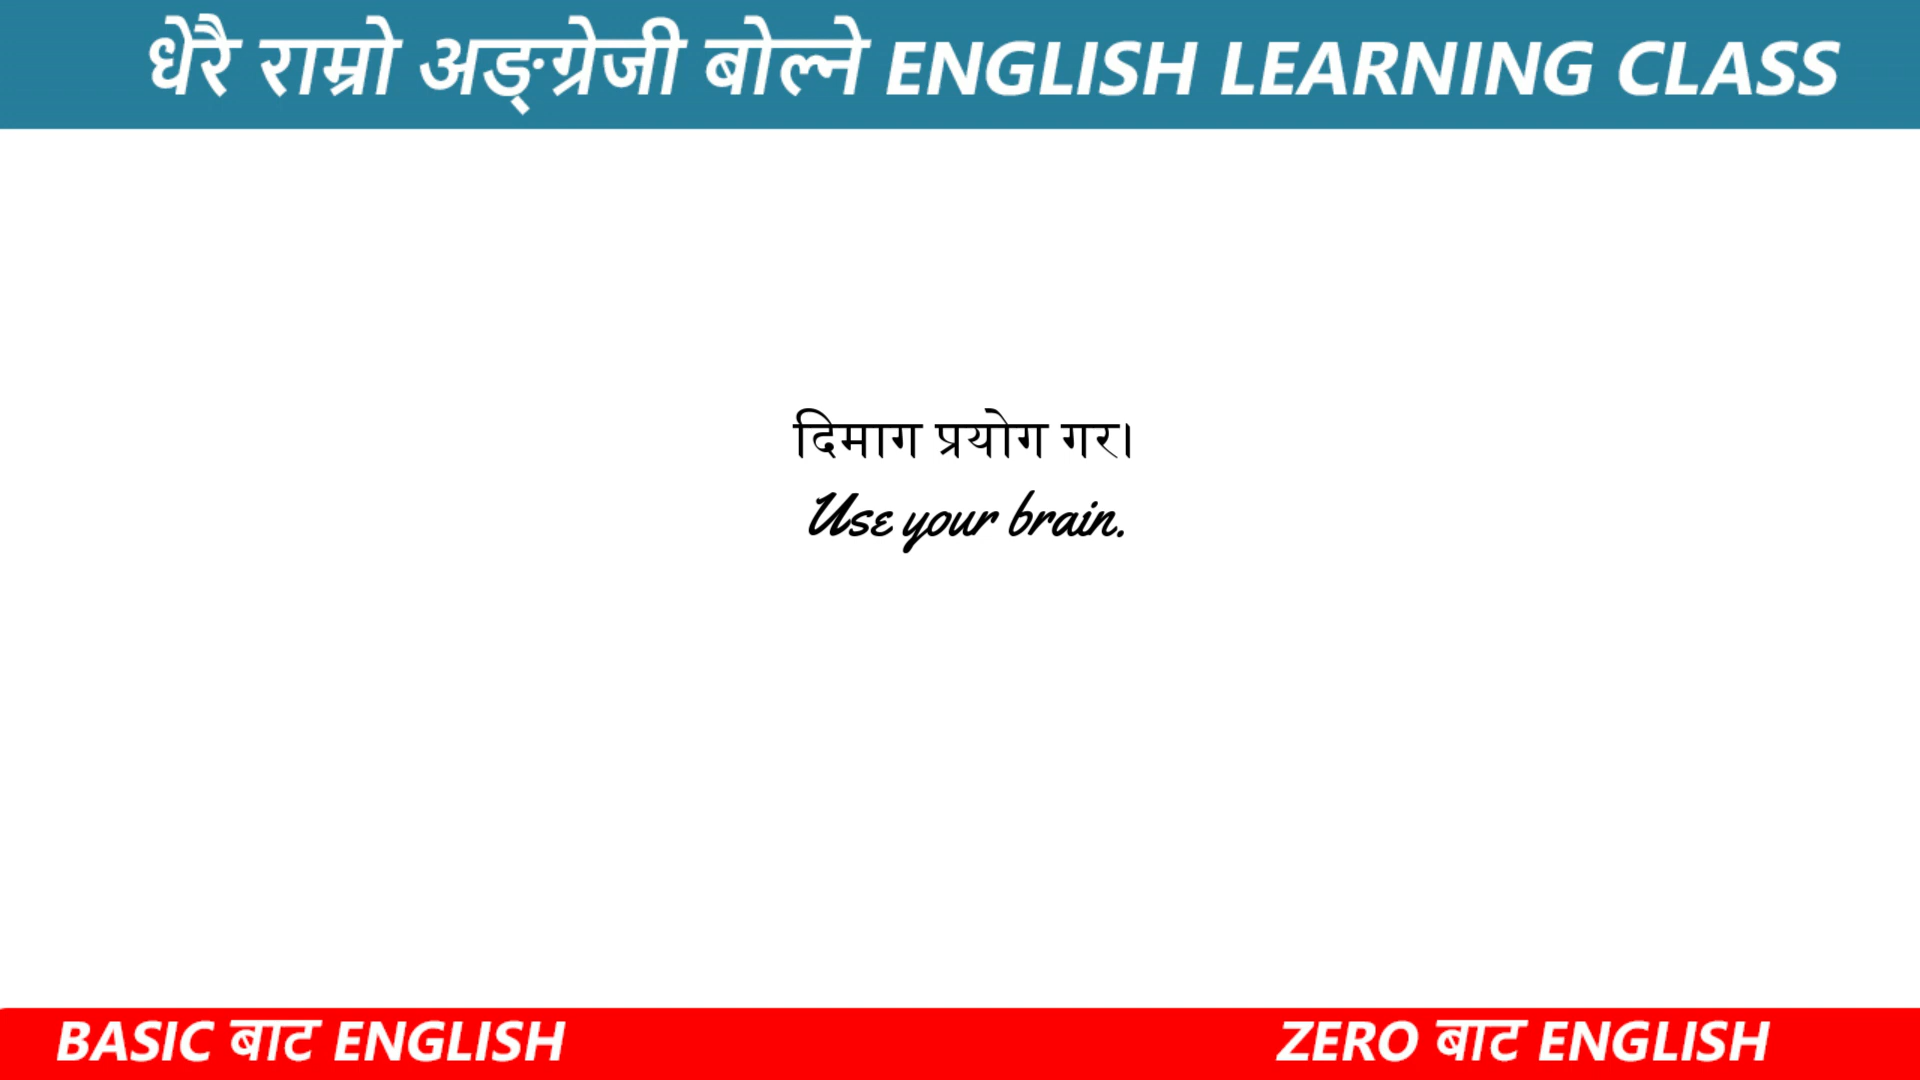 धेरै राम्रो अङ्ग्रेजी बोल्ने ENGLISH LEARNING CLASS
दिमाग प्रयोग गर।
Use your brain.
BASIC बाट ENGLISH
ZERO बाट ENGLISH